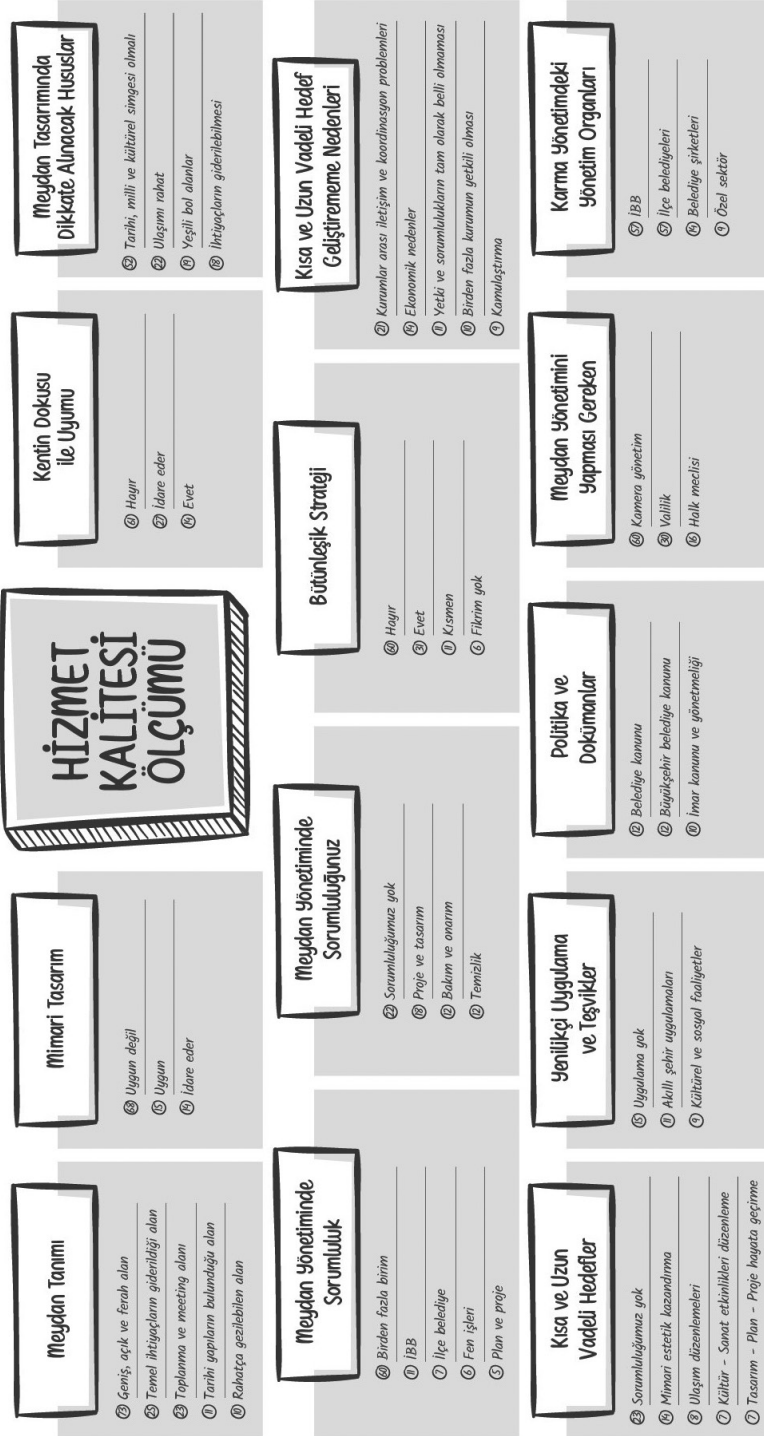 HİZMET
KALİTESİ
ÖLÇÜMÜ
Meydan Tanımı
73 Geniş, açık ve ferah alan
25 Temel ihtiyaçların giderildiği alan
23 Toplanma ve meeting alanı
11 Tarihi yapıların bulunduğu alan
10 Rahatça gezilebilen alan
Mimari Tasarım
68 Uygun değil
15 Uygun
14 İdare eder
Kentin Dokusu
ile Uyumu
61 Hayır
27 İdare eder
14 Evet
Meydan Tasarımında
Dikkate Alınacak Hususlar
52 Tarihi, milli ve kültürel simgesi olmalı
22 Ulaşımı rahat
19 Yeşili bol alanlar
18 İhtiyaçların giderilebilmesi
Meydan Yönetiminde
Sorumluluk
60 Birden fazla birim
11 İBB
7 İlçe belediye
6 Fen işleri
5 Plan ve proje
Meydan Yönetiminde
Sorumluluğunuz
22 Sorumluluğumuz yok
18 Proje ve tasarım
12 Bakım ve onarım
12 Temizlik
Bütünleşik Strateji
60 Hayır
31 Evet
11 Kısmen
6 Fikrim yok
Kısa ve Uzun Vadeli Hedef
Geliştirememe Nedenleri
21 Kurumlar arası iletişim ve koordinasyon problemleri
14 Ekonomik nedenler
11 Yetki ve sorumlulukların tam olarak belli olmaması
10 Birden fazla kurumun yetkili olması
9 Kamulaştırma
Kısa ve Uzun
Vadeli Hedefler
23 Sorumluluğumuz yok
14 Mimari estetik kazandırma
8 Ulaşım düzenlemeleri
7 Kültür - Sanat etkinlikleri düzenleme
7 Tasarım - Plan - Proje hayata geçirme
Yenilikçi Uygulama
ve Teşvikler
15 Uygulama yok
11 Akıllı şehir uygulamaları
9 Kültürel ve sosyal faaliyetler
Politika ve
Dokümanlar
12 Belediye kanunu
12 Büyükşehir belediye kanunu
10 İmar kanunu ve yönetmeliği
Meydan Yönetimini
Yapması Gereken
60 Kamera yönetim
30 Valilik
16 Halk meclisi
Karma Yönetimdeki
Yönetim Organları
57 İBB
57 İlçe belediyeleri
14 Belediye şirketleri
9 Özel sektör